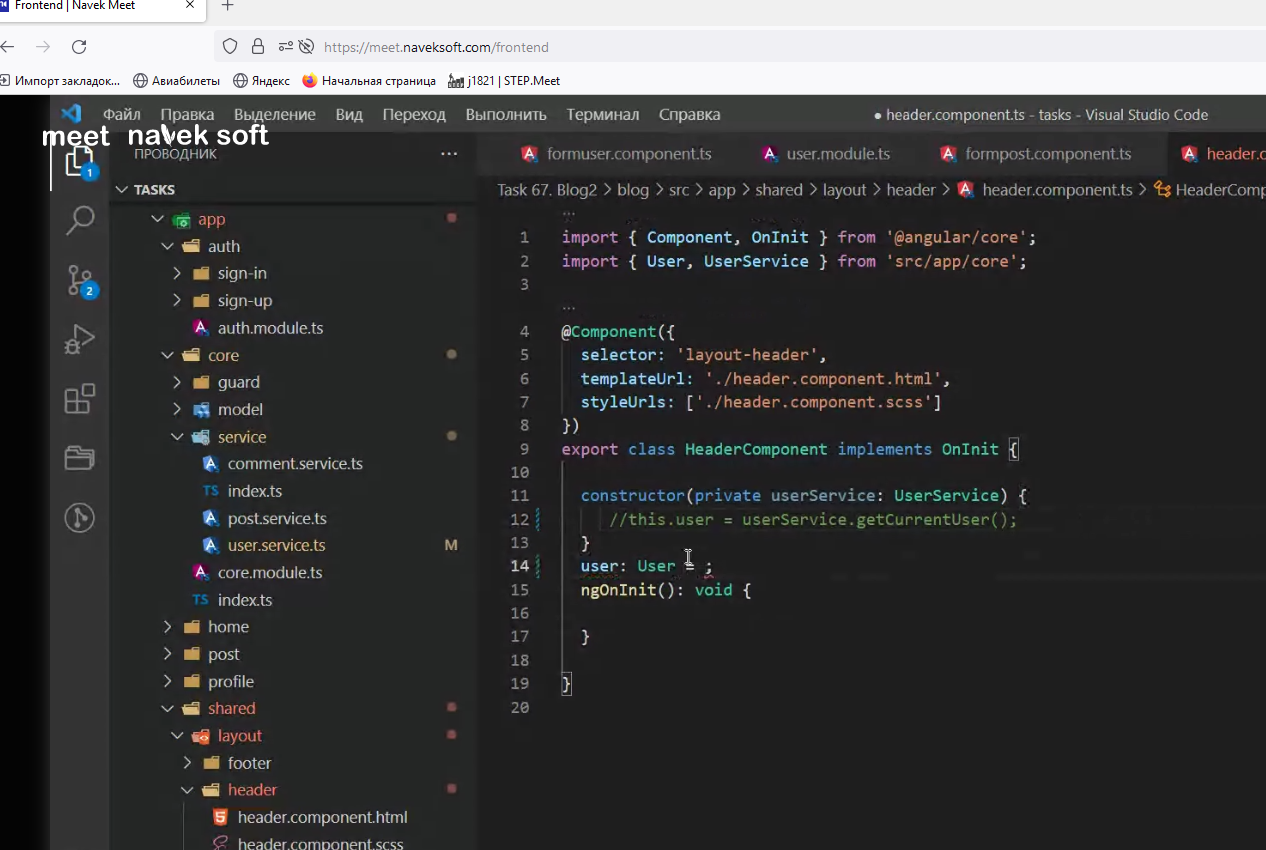 Frontend | Navek Meet
https://meet.naveksoft.com/frontend
Импорт закладок... Авиабилеты Яндекс Начальная страница j1821 | STEP.Meet
Файл Правка Выделение Вид Переход Выполнить Терминал Справка ● header.component.ts - tasks - Visual Studio Code
meet navek soft
ПРОВОДНИК ...
formuser.component.ts user.module.ts formpost.component.ts header.c
TASKS
Task 67. Blog2 > blog > src > app > shared > layout > header > header.component.ts > HeaderComp
1
2
app
auth
sign-in
sign-up
auth.module.ts
core
guard
model
service
comment.service.ts
TS index.ts
post.service.ts
user.service.ts M
core.module.ts
TS index.ts
home
post
profile
shared
layout
footer
header
header.component.html
header.component.scss
...
1 import { Component, OnInit } from '@angular/core';
2 import { User, UserService } from 'src/app/core';
3
...
4 @Component({
5 selector: 'layout-header',
6 templateUrl: './header.component.html',
7 styleUrls: ['./header.component.scss']
8 })
9 export class HeaderComponent implements OnInit {
10
11 constructor(private userService: UserService) {
12 //this.user = userService.getCurrentUser();
13 }
14 user: User = ;
15 ngOnInit(): void {
16
17 }
18
19 }
20